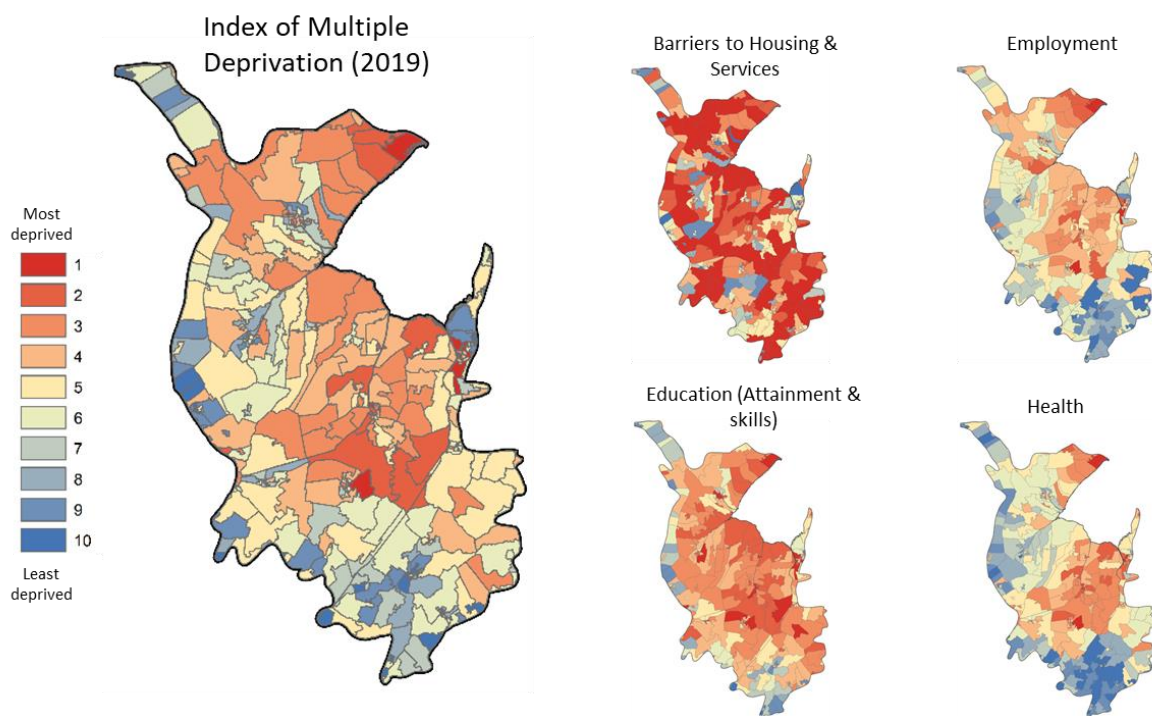 Index of Multiple
Deprivation (2019)
Most
deprived
1
2
3
4
5
6
7
8
9
10
Least
deprived
Barriers to Housing &
Services
Employment
Education (Attainment &
skills)
Health